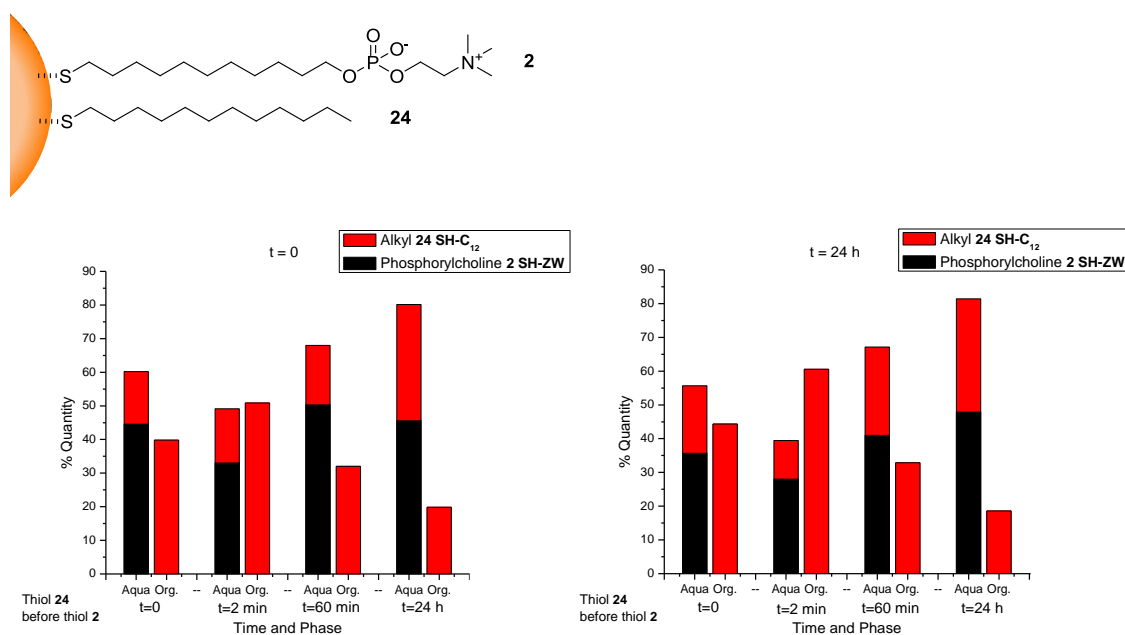 O
O-
P
N+
S
O
O
2
S
24
t = 0
Alkyl 24 SH-C12
Phosphorylcholine 2 SH-ZW
90
80
70
60
50
40
30
20
10
0
% Quantity
Aqua Org. -- Aqua Org. -- Aqua Org. -- Aqua Org.
t=0 t=2 min t=60 min t=24 h
Thiol 24
before thiol 2
Time and Phase
t = 24 h
Alkyl 24 SH-C12
Phosphorylcholine 2 SH-ZW
90
80
70
60
50
40
30
20
10
0
% Quantity
Aqua Org. -- Aqua Org. -- Aqua Org. -- Aqua Org.
t=0 t=2 min t=60 min t=24 h
Thiol 24
before thiol 2
Time and Phase